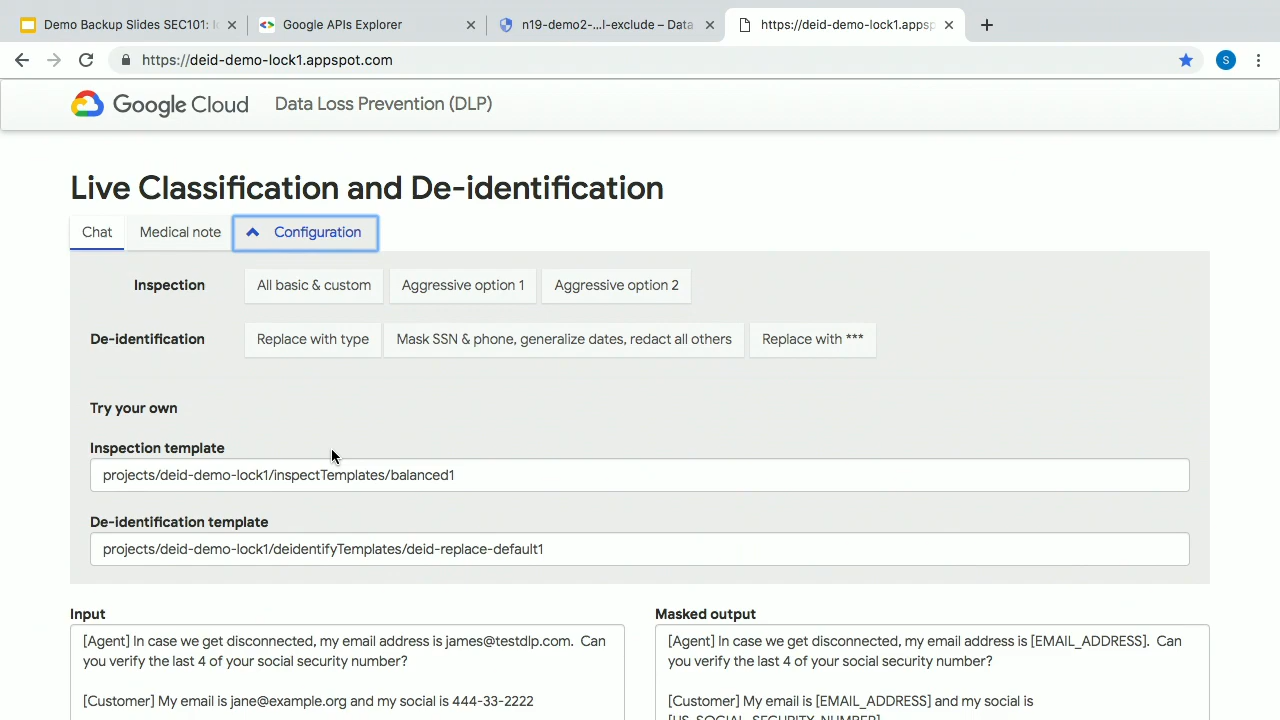 Demo Backup Slides SEC101:
Google APIs Explorer
n19-demo2-...l-exclude – Data
https://deid-demo-lock1.appsp
https://deid-demo-lock1.appspot.com
S
Google Cloud
Data Loss Prevention (DLP)
Live Classification and De-identification
Chat
Medical note
Configuration
Inspection
All basic & custom
Aggressive option 1
Aggressive option 2
De-identification
Replace with type
Mask SSN & phone, generalize dates, redact all others
Replace with ***
Try your own
Inspection template
projects/deid-demo-lock1/inspectTemplates/balanced1
De-identification template
projects/deid-demo-lock1/deidentifyTemplates/deid-replace-default1
Input
[Agent] In case we get disconnected, my email address is james@testdlp.com. Can
you verify the last 4 of your social security number?
[Customer] My email is jane@example.org and my social is 444-33-2222
Masked output
[Agent] In case we get disconnected, my email address is [EMAIL_ADDRESS]. Can
you verify the last 4 of your social security number?
[Customer] My email is [EMAIL_ADDRESS] and my social is
[US_SOCIAL_SECURITY_NUMBER]